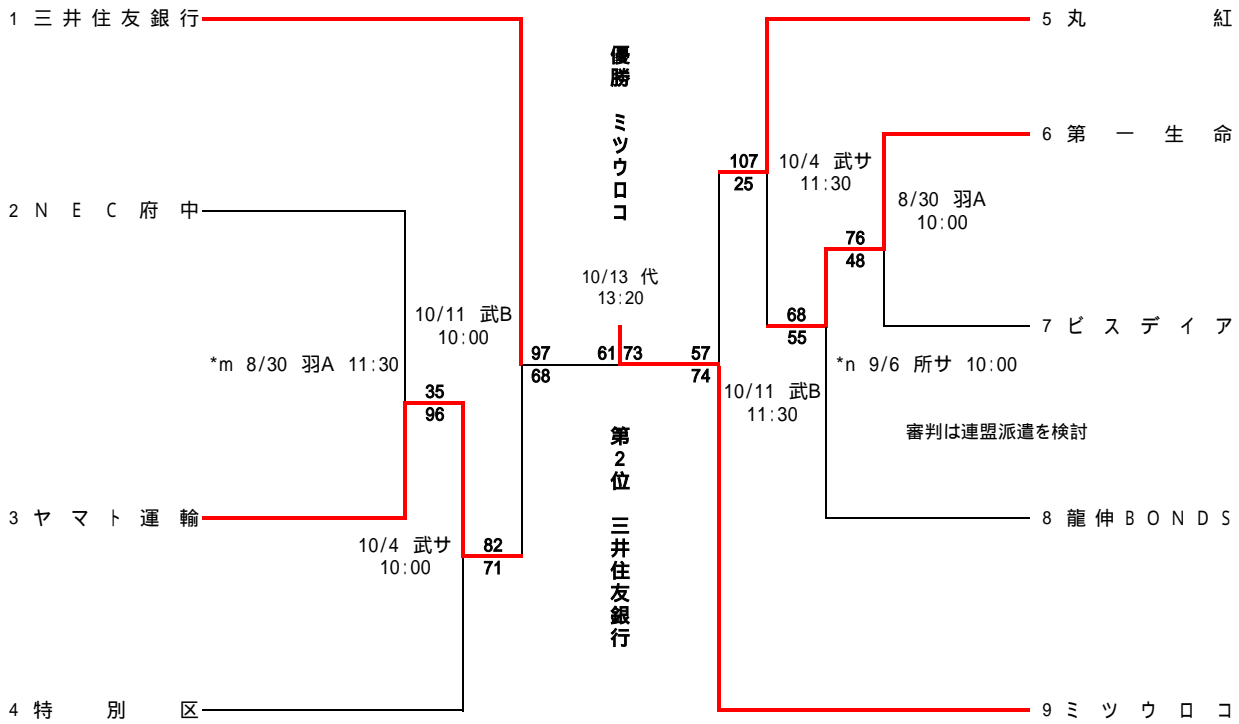 1 三井住友銀行
2 NEC府中
3 ヤマト運輸
4 特別区
*m 8/30 羽A 11:30
35
96
10/4 武サ
10:00
82
71
10/11 武B
10:00
97
68
優勝 ミツウロコ
10/13 代
13:20
61 73
第2位 三井住友銀行
57
74
10/11 武B
11:30
107
25
10/4 武サ
11:30
68
55
*n 9/6 所サ 10:00
76
48
8/30 羽A
10:00
審判は連盟派遣を検討
5 丸紅
6 第一生命
7 ビスデイア
8 龍伸BONDS
9 ミツウロコ